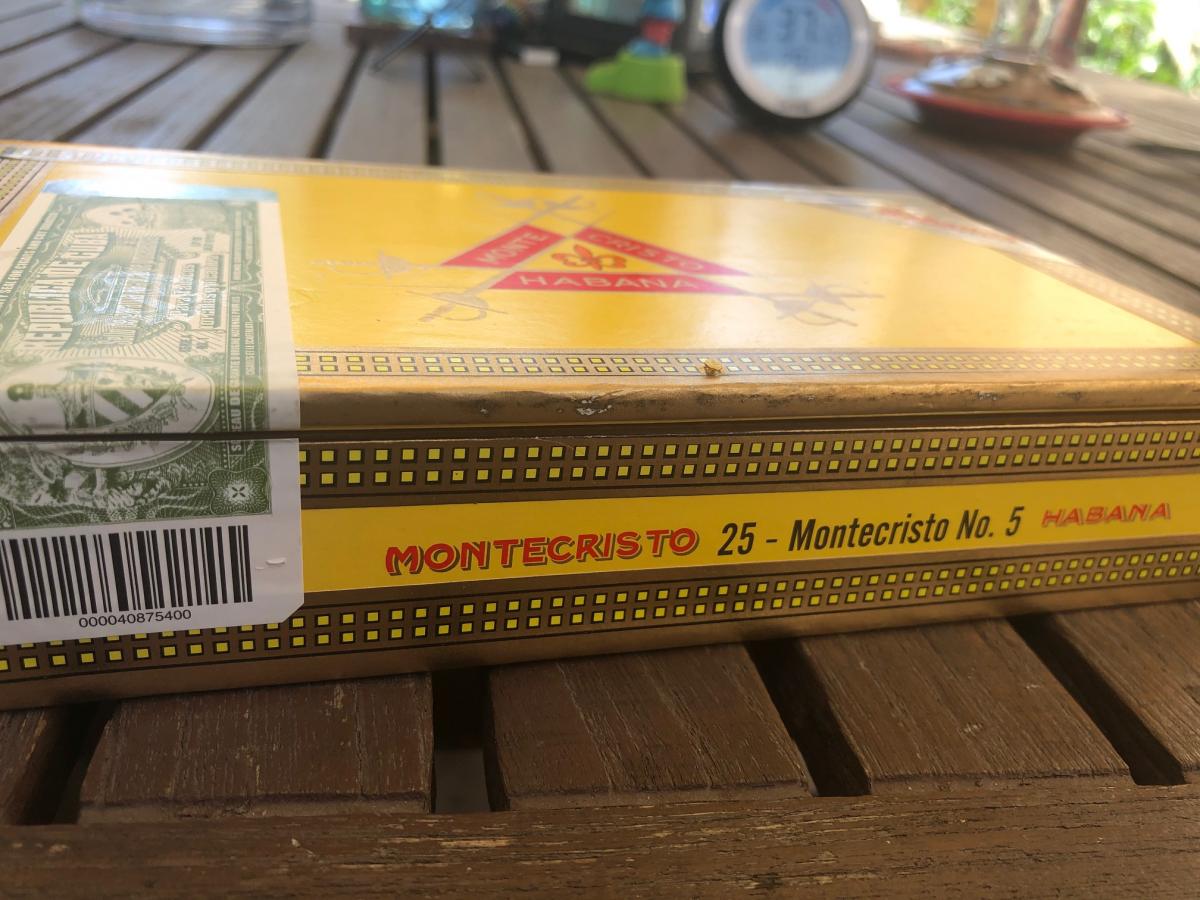 REPUBLICA DE CUBA
MONTE CRISTO
HABANA
MONTECRISTO 25 - Montecristo No. 5 HABANA
000040875400